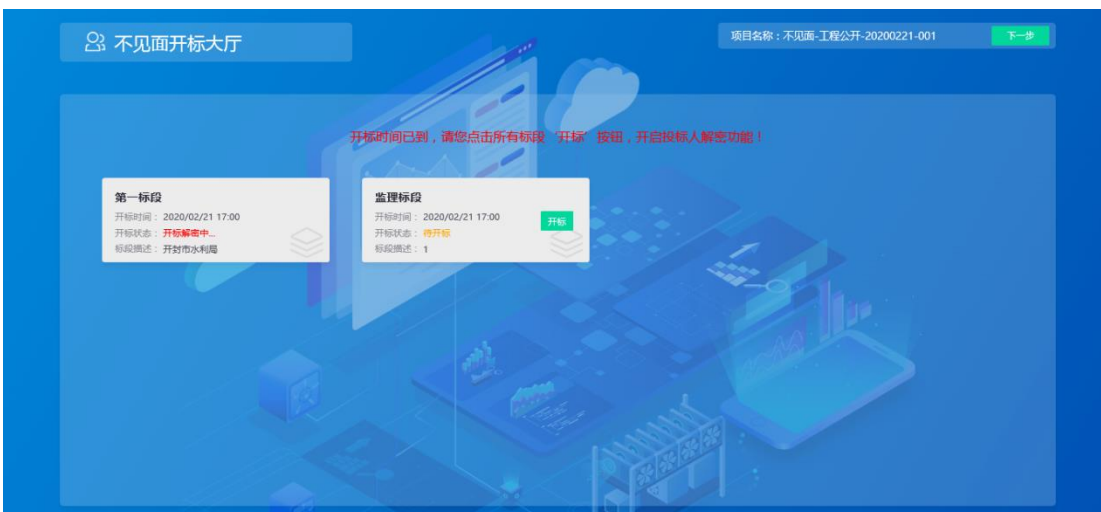 不见面开标大厅
项目名称：不见面-工程公开-20200221-001
下一步
开标时间已到，请您点击所有标段‘开标’按钮，开启投标人解密功能！
第一标段
开标时间：2020/02/21 17:00
开标状态：开标解密中...
标段描述：开封市水利局
监理标段
开标时间：2020/02/21 17:00
开标状态：待开标
标段描述：1
开标